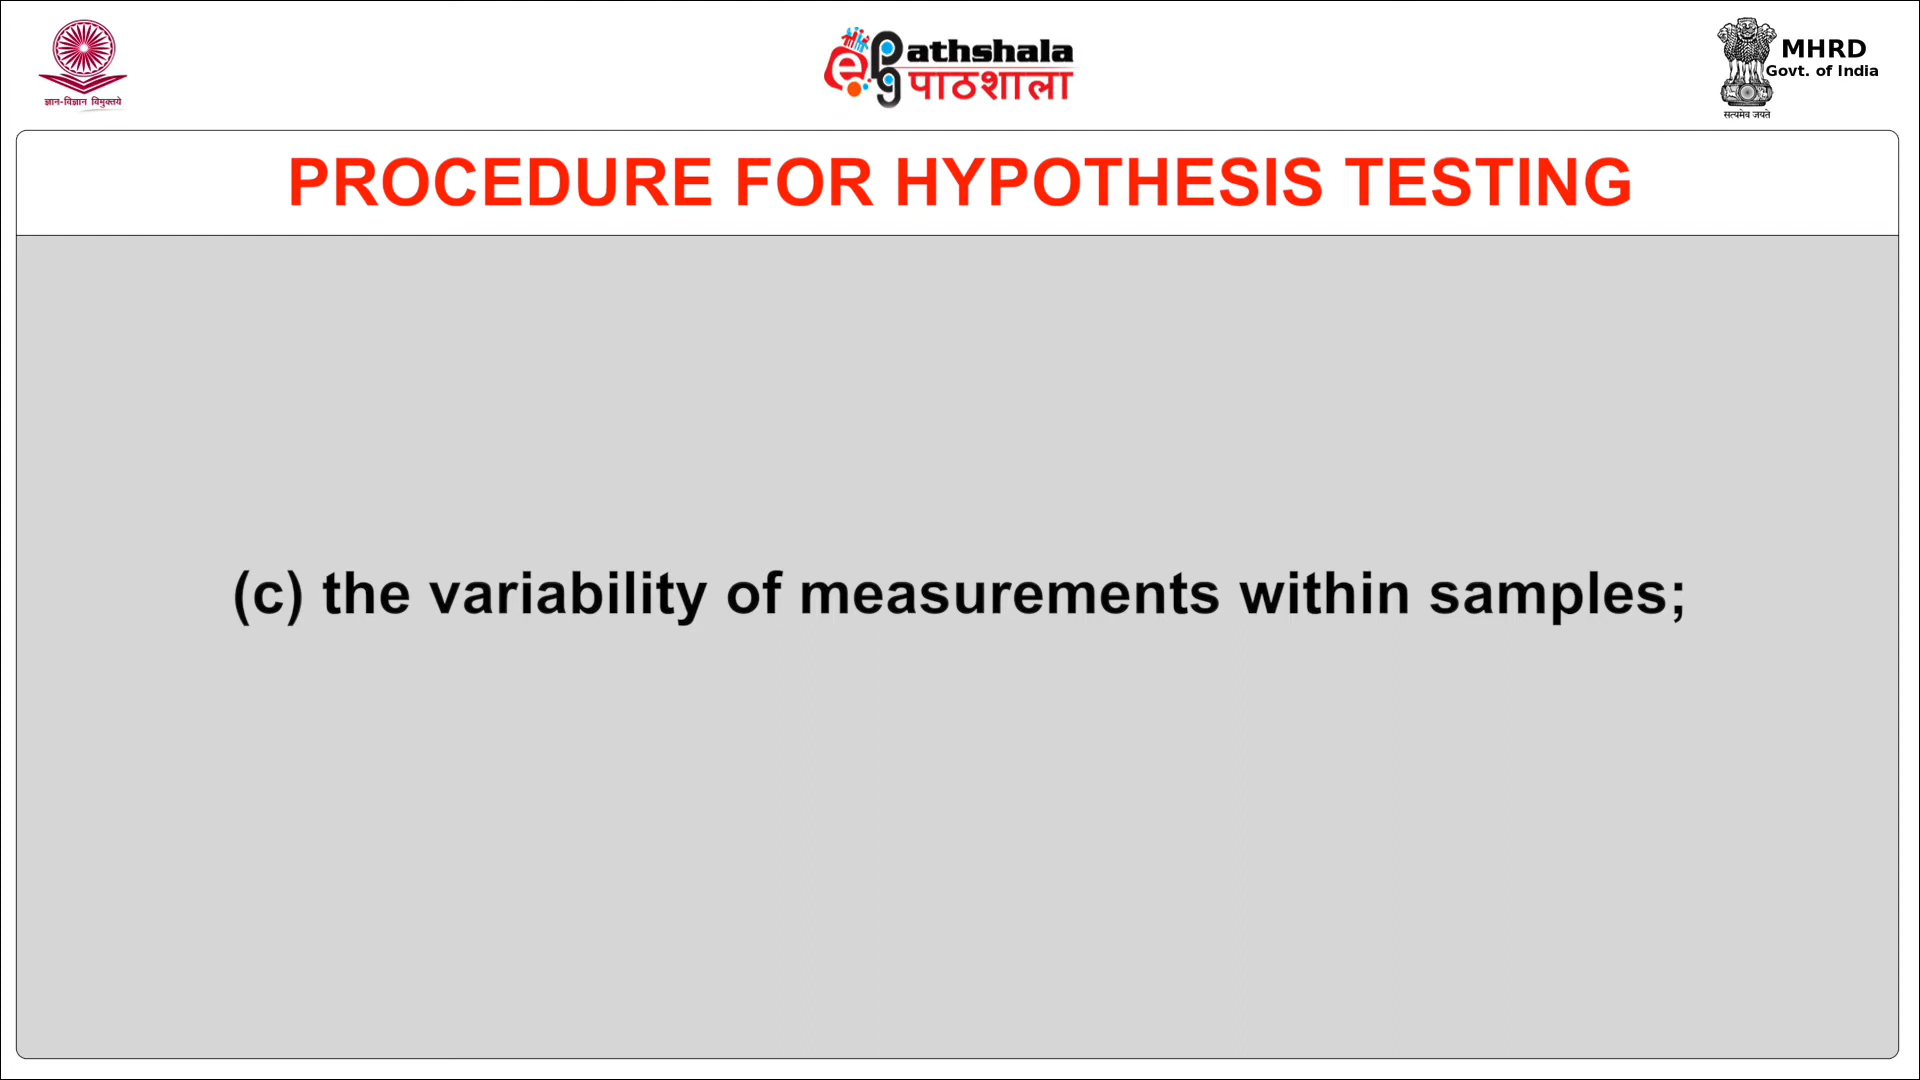 ज्ञान-विज्ञान विमुक्तये
e pg athshala
पाठशाला
MHRD
Govt. of India
सत्यमेव जयते
PROCEDURE FOR HYPOTHESIS TESTING
(c) the variability of measurements within samples;